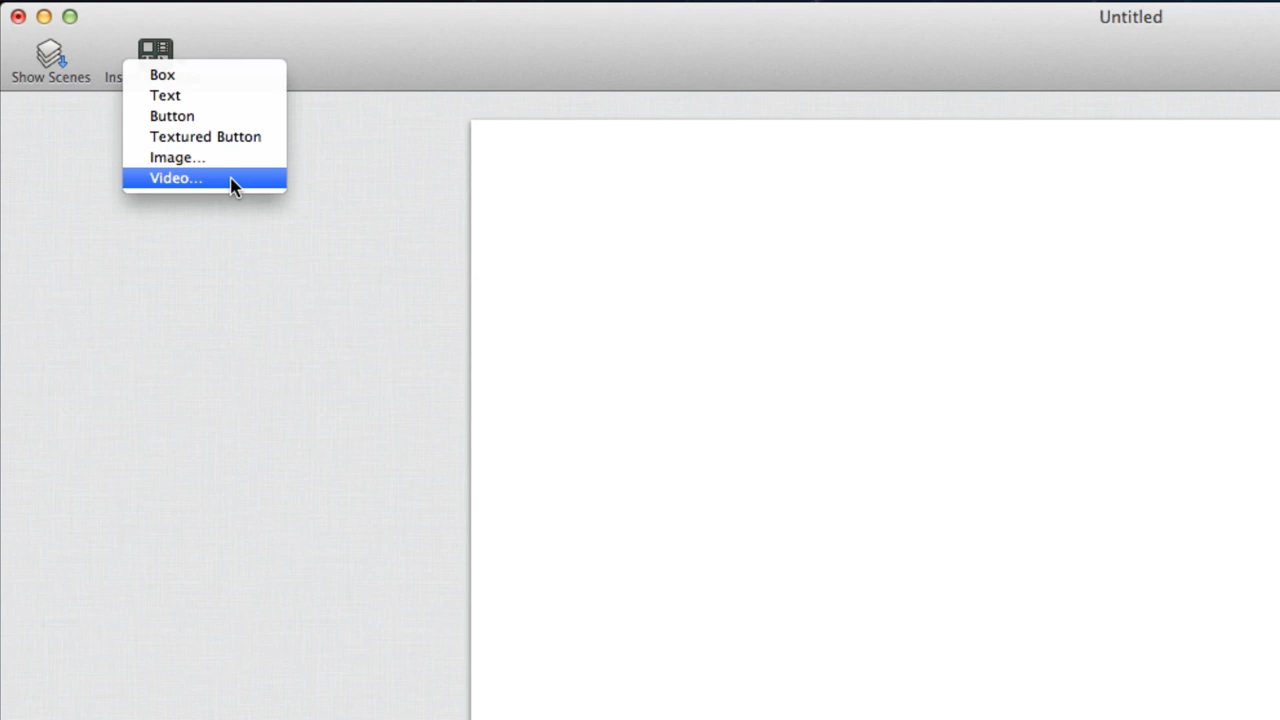 Untitled
Show Scenes
Box
Text
Button
Textured Button
Image...
Video...